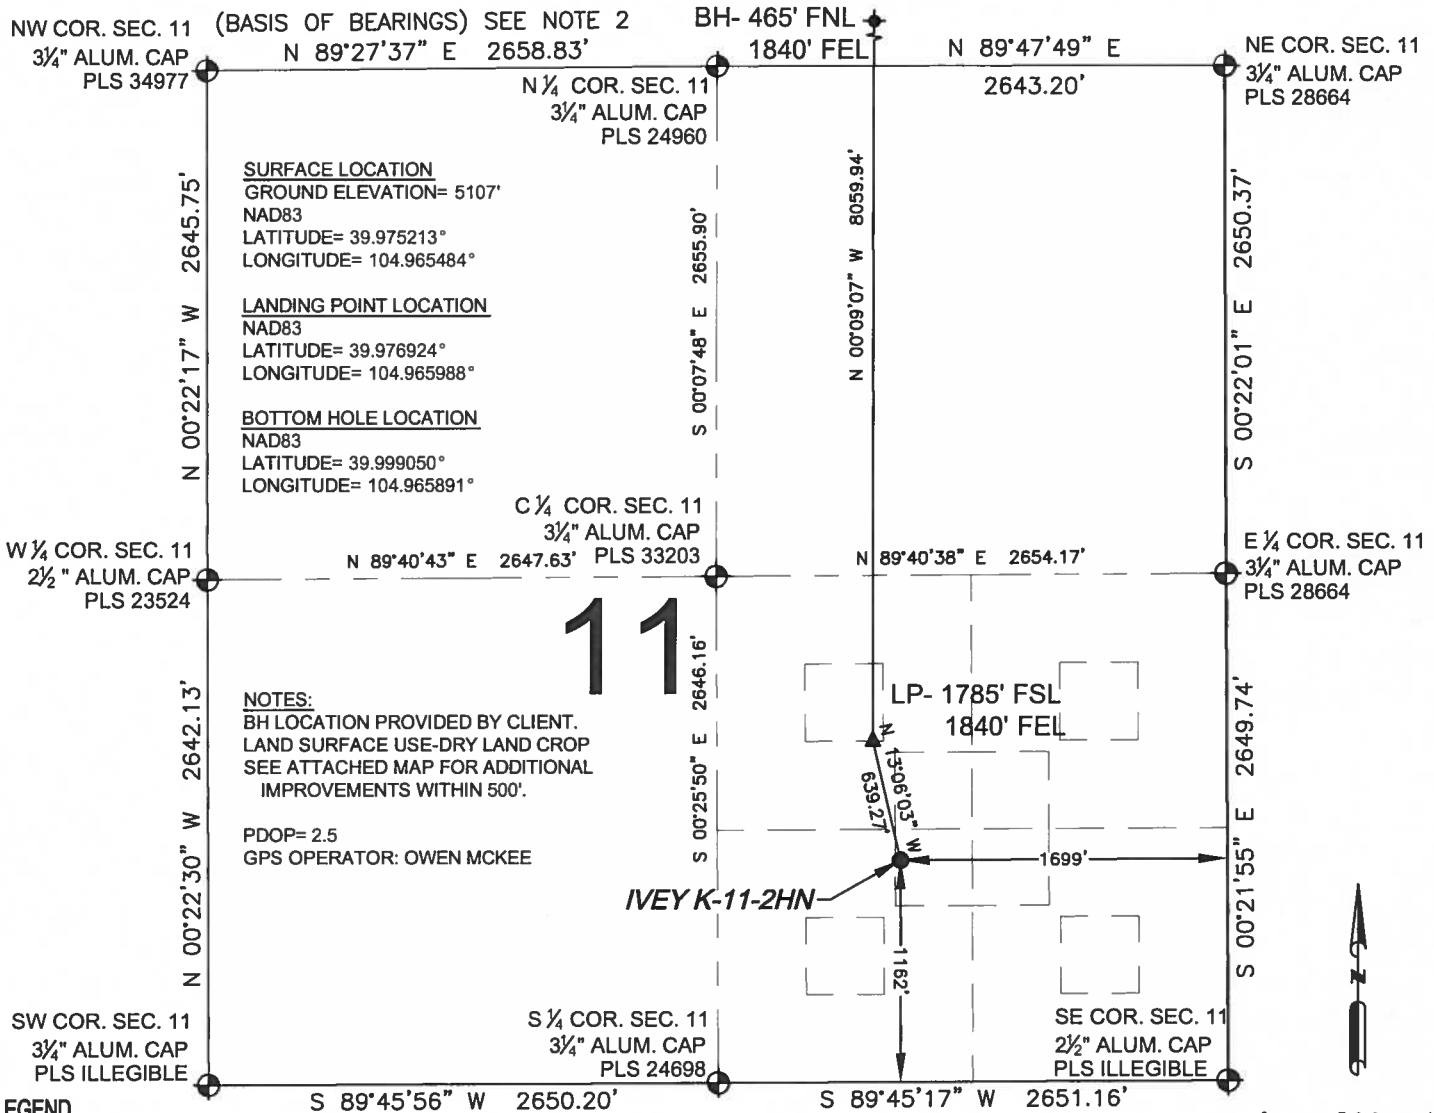 (BASIS OF BEARINGS) SEE NOTE 2
N 89°27'37" E 2658.83'
BH- 465' FNL
1840' FEL
N 89°47'49" E
2643.20'
NW COR. SEC. 11
3¼" ALUM. CAP
PLS 34977
N ¼ COR. SEC. 11
3¼" ALUM. CAP
PLS 24960
NE COR. SEC. 11
3¼" ALUM. CAP
PLS 28664
SURFACE LOCATION
GROUND ELEVATION= 5107'
NAD83
LATITUDE= 39.975213°
LONGITUDE= 104.965484°
LANDING POINT LOCATION
NAD83
LATITUDE= 39.976924°
LONGITUDE= 104.965988°
BOTTOM HOLE LOCATION
NAD83
LATITUDE= 39.999050°
LONGITUDE= 104.965891°
N 00°22'17" W 2645.75'
S 00°07'48" E 2655.90'
N 00°09'07" W 8059.94'
S 00°22'01" E 2650.37'
W ¼ COR. SEC. 11
2½" ALUM. CAP
PLS 23524
N 89°40'43" E 2647.63'
C ¼ COR. SEC. 11
3¼" ALUM. CAP
PLS 33203
N 89°40'38" E 2654.17'
E ¼ COR. SEC. 11
3¼" ALUM. CAP
PLS 28664
11
NOTES:
BH LOCATION PROVIDED BY CLIENT.
LAND SURFACE USE-DRY LAND CROP
SEE ATTACHED MAP FOR ADDITIONAL
IMPROVEMENTS WITHIN 500'.
PDOP= 2.5
GPS OPERATOR: OWEN MCKEE
N 00°22'30" W 2642.13'
S 00°25'50" E 2646.16'
LP- 1785' FSL
1840' FEL
N 13°06'03" W
639.27'
1699'
IVEY K-11-2HN
1162'
S 00°21'55" E 2649.74'
N
SW COR. SEC. 11
3¼" ALUM. CAP
PLS ILLEGIBLE
S ¼ COR. SEC. 11
3¼" ALUM. CAP
PLS 24698
SE COR. SEC. 11
2½" ALUM. CAP
PLS ILLEGIBLE
S 89°45'56" W 2650.20'
S 89°45'17" W 2651.16'
EGEND